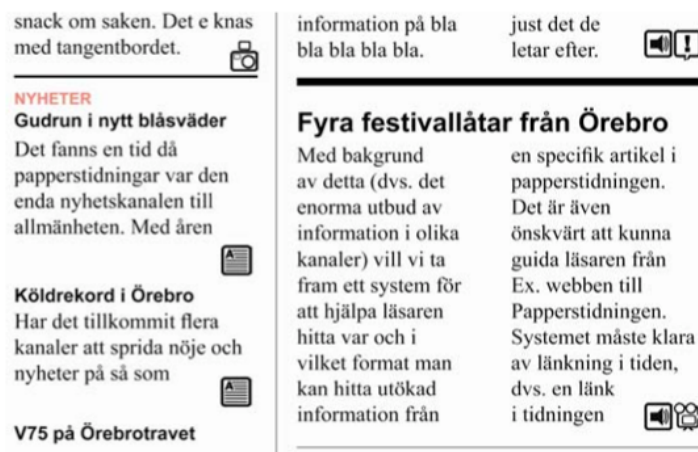 snack om saken. Det e knas
med tangentbordet.
NYHETER
Gudrun i nytt blåsväder
Det fanns en tid då
papperstidningar var den
enda nyhetskanalen till
allmänheten. Med åren
Köldrekord i Örebro
Har det tillkommit flera
kanaler att sprida nöje och
nyheter på så som
V75 på Örebrotravet
information på bla
bla bla bla bla.
just det de
letar efter.
Fyra festivallåtar från Örebro
Med bakgrund
av detta (dvs. det
enorma utbud av
information i olika
kanaler) vill vi ta
fram ett system för
att hjälpa läsaren
hitta var och i
vilket format man
kan hitta utökad
information från
en specifik artikel i
papperstidningen.
Det är även
önskvärt att kunna
guida läsaren från
Ex. webben till
Papperstidningen.
Systemet måste klara
av länkning i tiden,
dvs. en länk
i tidningen